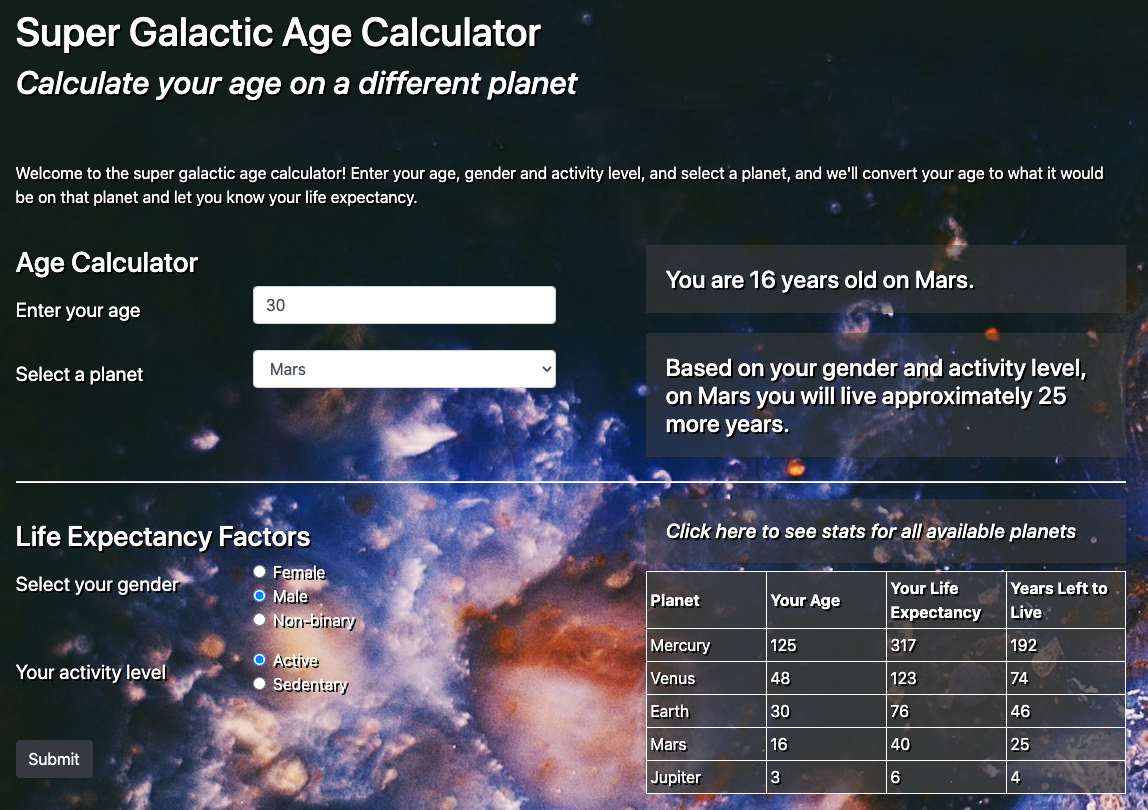 Super Galactic Age Calculator
Calculate your age on a different planet
Welcome to the super galactic age calculator! Enter your age, gender and activity level, and select a planet, and we'll convert your age to what it would
be on that planet and let you know your life expectancy.
Age Calculator
Enter your age
30
Select a planet
Mars
You are 16 years old on Mars.
Based on your gender and activity level,
on Mars you will live approximately 25
more years.
Life Expectancy Factors
Select your gender
Female
Male
Non-binary
Your activity level
Active
Sedentary
Submit
Click here to see stats for all available planets
Planet Your Age Your Life Expectancy Years Left to Live
Mercury 125 317 192
Venus 48 123 74
Earth 30 76 46
Mars 16 40 25
Jupiter 3 6 4